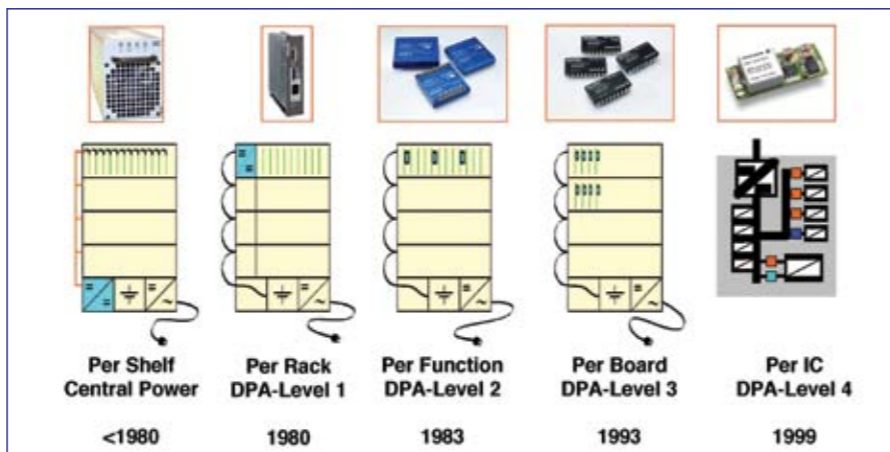 Per Shelf
Central Power
<1980
Per Rack
DPA-Level 1
1980
Per Function
DPA-Level 2
1983
Per Board
DPA-Level 3
1993
Per IC
DPA-Level 4
1999